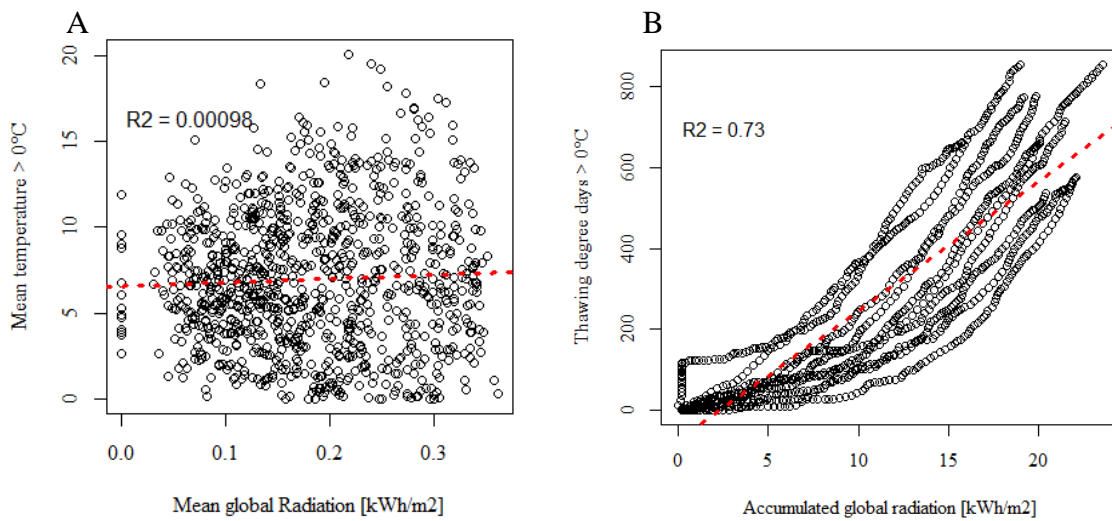 A
Mean temperature > 0°C
20
15
10
5
0
R2 = 0.00098
0.0 0.1 0.2 0.3
Mean global Radiation [kWh/m2]
B
Thawing degree days > 0°C
800
600
400
200
0
R2 = 0.73
0 5 10 15 20
Accumulated global radiation [kWh/m2]